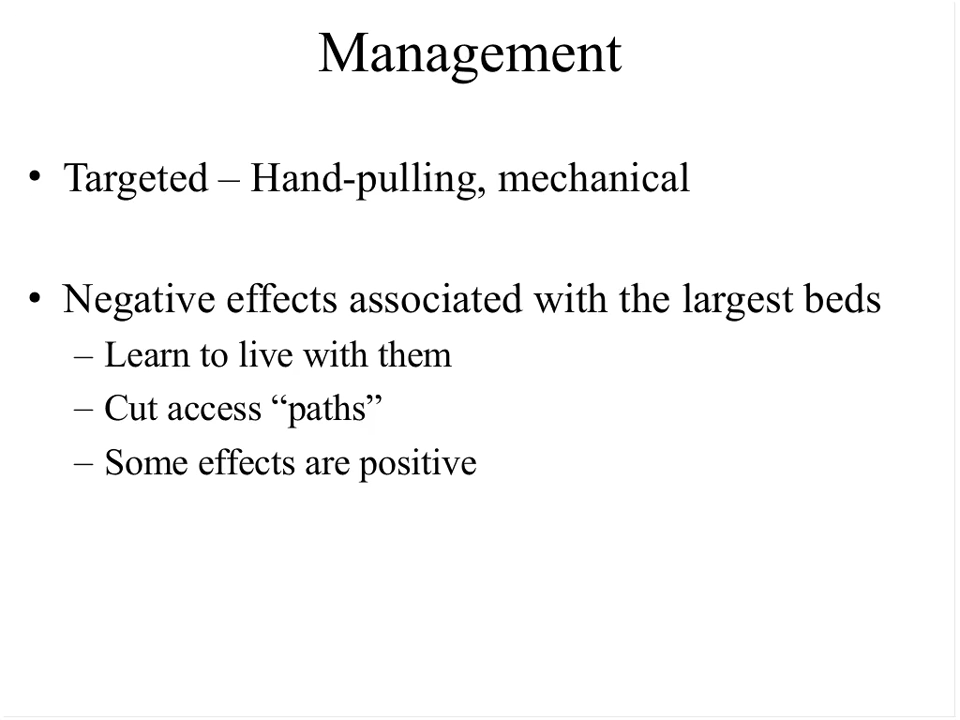 Management
• Targeted – Hand-pulling, mechanical
• Negative effects associated with the largest beds
– Learn to live with them
– Cut access “paths”
– Some effects are positive